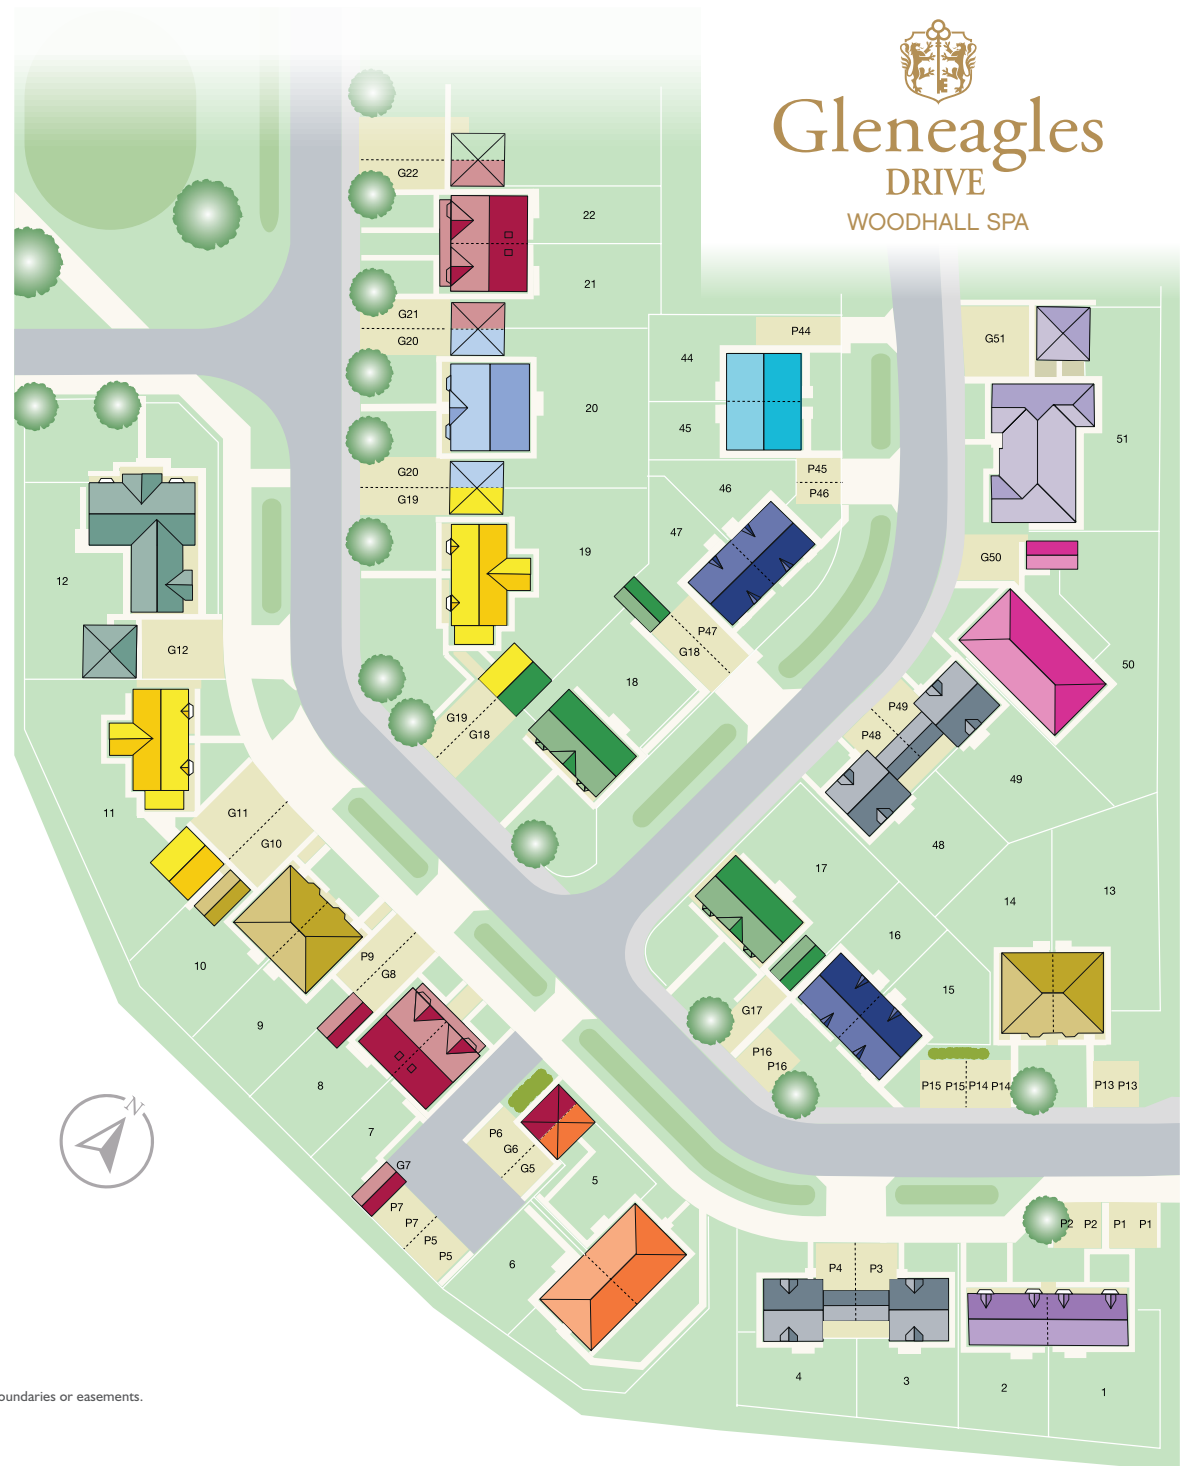 Gleneagles
DRIVE
WOODHALL SPA
G22
22
21
G21
G20
P44
44
G51
20
45
51
G20
G19
P45
P46
46
47
19
G50
12
G12
P47
G18
18
50
G19
G18
P49
P48
49
11
G11
G10
48
17
13
14
16
10
P9
G8
15
9
G17
P16
P16
8
P15 P15 P14 P14
P13 P13
N
7
P6
G6
G5
G7
5
P7
P7
P5
P5
P2 P2 P1 P1
6
P4
P3
4
3
2
1
oundaries or easements.